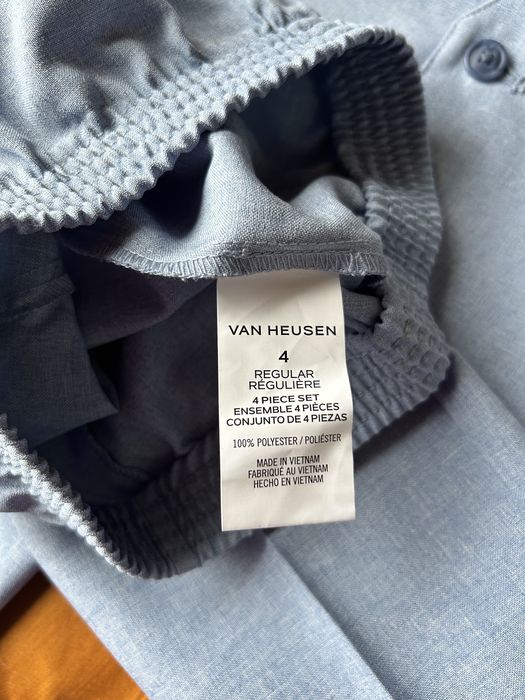 VAN HEUSEN
4
REGULAR
RÉGULIÈRE
4 PIECE SET
ENSEMBLE 4 PIÈCES
CONJUNTO DE 4 PIEZAS
100% POLYESTER / POLIÉSTER
MADE IN VIETNAM
FABRIQUÉ AU VIETNAM
HECHO EN VIETNAM